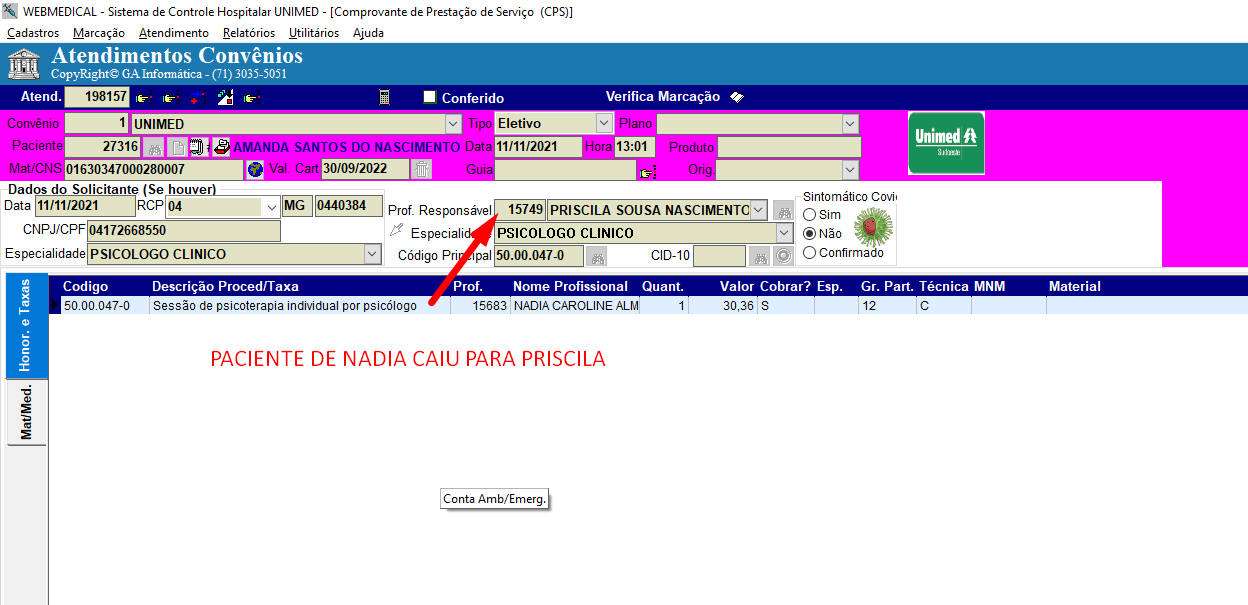 WEBMEDICAL - Sistema de Controle Hospitalar UNIMED - [Comprovante de Prestação de Serviço (CPS)]
Cadastros Marcação Atendimento Relatórios Utilitários Ajuda
Atendimentos Convênios
CopyRight© GA Informática - (71) 3035-5051
Atend. 198157 Conferido Verifica Marcação
Convênio 1 UNIMED Tipo Eletivo Plano
Paciente 27316 AMANDA SANTOS DO NASCIMENTO Data 11/11/2021 Hora 13:01 Produto
Mat/CNS 01630347000280007 Val. Cart 30/09/2022 Guia Orig.
Unimed
Sudoeste
Dados do Solicitante (Se houver)
Data 11/11/2021 RCP 04 MG 0440384
CNPJ/CPF 04172668550
Especialidade PSICOLOGO CLINICO
Prof. Responsável 15749 PRISCILA SOUSA NASCIMENTO
Especialidade PSICOLOGO CLINICO
Código Principal 50.00.047-0 CID-10
Sintomático Covi
Sim
Não
Confirmado
Honor. e Taxas
Mat/Med.
Codigo Descrição Proced/Taxa Prof. Nome Profissional Quant. Valor Cobrar? Esp. Gr. Part. Técnica MNM Material
50.00.047-0 Sessão de psicoterapia individual por psicólogo 15683 NADIA CAROLINE ALM 1 30,36 S 12 C
PACIENTE DE NADIA CAIU PARA PRISCILA
Conta Amb/Emerg.